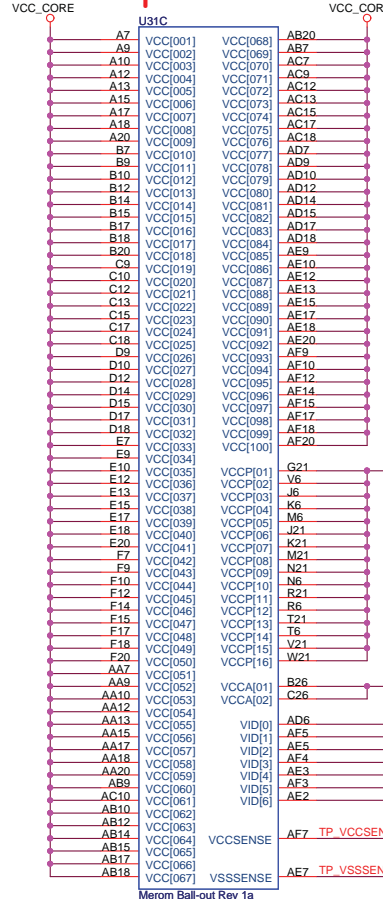 VCC_CORE VCC_COR
U31C
A7 VCC[001] VCC[068] AB20
A9 VCC[002] VCC[069] AB7
A10 VCC[003] VCC[070] AC7
A12 VCC[004] VCC[071] AC9
A13 VCC[005] VCC[072] AC12
A15 VCC[006] VCC[073] AC13
A17 VCC[007] VCC[074] AC15
A18 VCC[008] VCC[075] AC17
A20 VCC[009] VCC[076] AC18
B7 VCC[010] VCC[077] AD7
B9 VCC[011] VCC[078] AD9
B10 VCC[012] VCC[079] AD10
B12 VCC[013] VCC[080] AD12
B14 VCC[014] VCC[081] AD14
B15 VCC[015] VCC[082] AD15
B17 VCC[016] VCC[083] AD17
B18 VCC[017] VCC[084] AD18
B20 VCC[018] VCC[085] AE9
C9 VCC[019] VCC[086] AE10
C10 VCC[020] VCC[087] AE12
C12 VCC[021] VCC[088] AE13
C13 VCC[022] VCC[089] AE15
C15 VCC[023] VCC[090] AE17
C17 VCC[024] VCC[091] AE18
C18 VCC[025] VCC[092] AE20
D9 VCC[026] VCC[093] AF9
D10 VCC[027] VCC[094] AF10
D12 VCC[028] VCC[095] AF12
D14 VCC[029] VCC[096] AF14
D15 VCC[030] VCC[097] AF15
D17 VCC[031] VCC[098] AF17
D18 VCC[032] VCC[099] AF18
E7 VCC[033] VCC[100] AF20
E9 VCC[034]
E10 VCC[035] VCCP[01] G21
E12 VCC[036] VCCP[02] V6
E13 VCC[037] VCCP[03] J6
E15 VCC[038] VCCP[04] K6
E17 VCC[039] VCCP[05] M6
E18 VCC[040] VCCP[06] J21
E20 VCC[041] VCCP[07] K21
F7 VCC[042] VCCP[08] M21
F9 VCC[043] VCCP[09] N21
F10 VCC[044] VCCP[10] N6
F12 VCC[045] VCCP[11] R21
F14 VCC[046] VCCP[12] R6
F15 VCC[047] VCCP[13] T21
F17 VCC[048] VCCP[14] T6
F18 VCC[049] VCCP[15] V21
F20 VCC[050] VCCP[16] W21
AA7 VCC[051]
AA9 VCC[052] VCCA[01] B26
AA10 VCC[053] VCCA[02] C26
AA12 VCC[054]
AA13 VCC[055] VID[0] AD6
AA15 VCC[056] VID[1] AF5
AA17 VCC[057] VID[2] AE5
AA18 VCC[058] VID[3] AF4
AA20 VCC[059] VID[4] AE3
AB9 VCC[060] VID[5] AF3
AC10 VCC[061] VID[6] AE2
AB10 VCC[062]
AB12 VCC[063]
AB14 VCC[064] VCCSENSE AF7 TP_VCCSEN
AB15 VCC[065]
AB17 VCC[066]
AB18 VCC[067] VSSSENSE AE7 TP_VSSSEN
Merom Ball-out Rev 1a